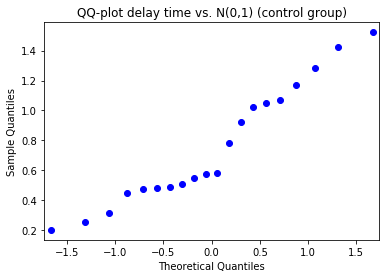 QQ-plot delay time vs. N(0,1) (control group)
Sample Quantiles
1.4
1.2
1.0
0.8
0.6
0.4
0.2
−1.5 −1.0 −0.5 0.0 0.5 1.0 1.5
Theoretical Quantiles